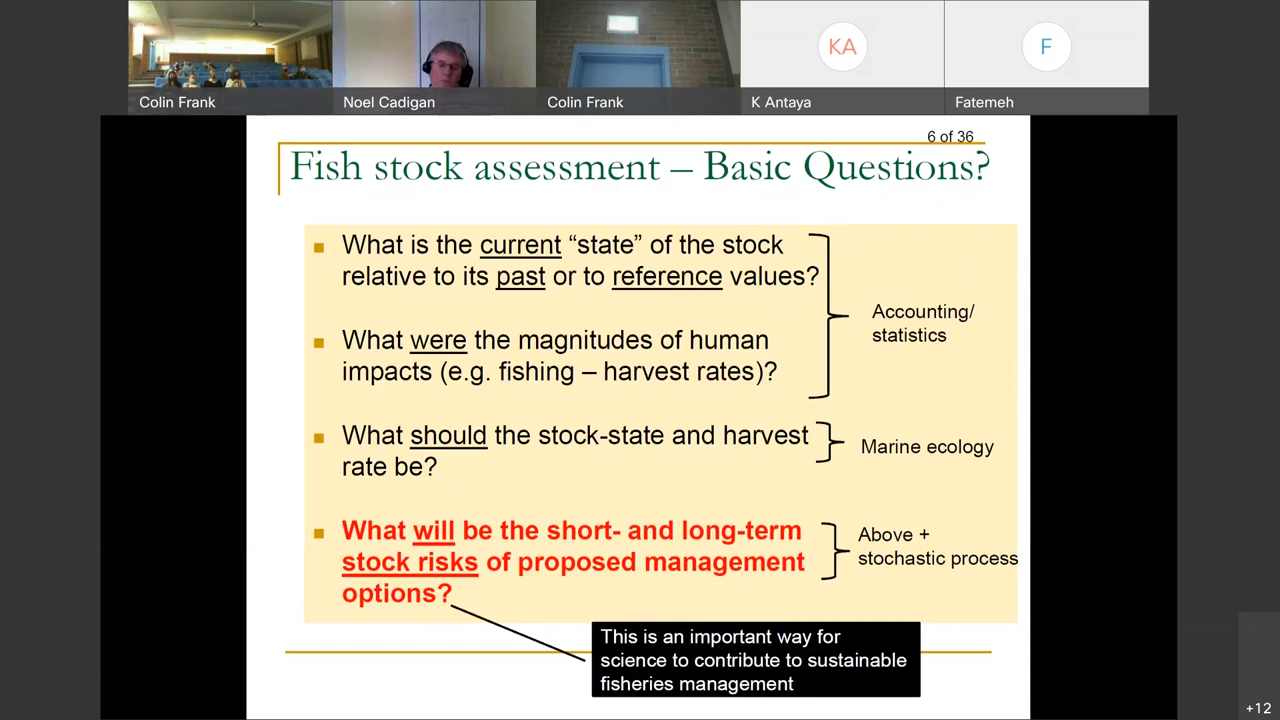 KA
F
Colin Frank
Noel Cadigan
Colin Frank
K Antaya
Fatemeh
6 of 36
Fish stock assessment – Basic Questions?
What is the current “state” of the stock
relative to its past or to reference values?
Accounting/
statistics
What were the magnitudes of human
impacts (e.g. fishing – harvest rates)?
What should the stock-state and harvest
rate be?
Marine ecology
What will be the short- and long-term
stock risks of proposed management
options?
Above +
stochastic process
This is an important way for
science to contribute to sustainable
fisheries management
+12